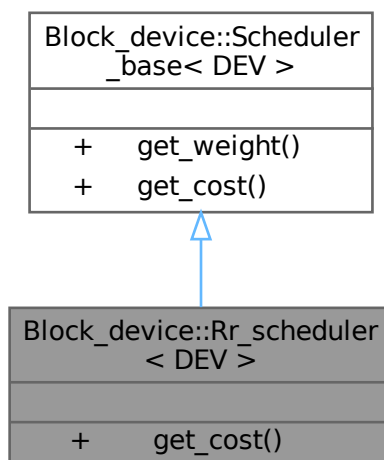 Block_device::Scheduler
_base< DEV >
+ get_weight()
+ get_cost()
Block_device::Rr_scheduler
< DEV >
+ get_cost()